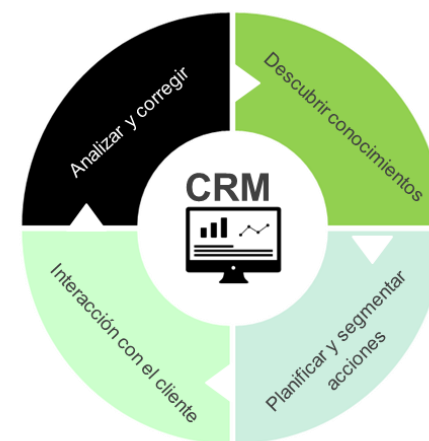 Analizar y corregir
Descubrir conocimientos
CRM
Interacción con el cliente
Planificar y segmentar
acciones